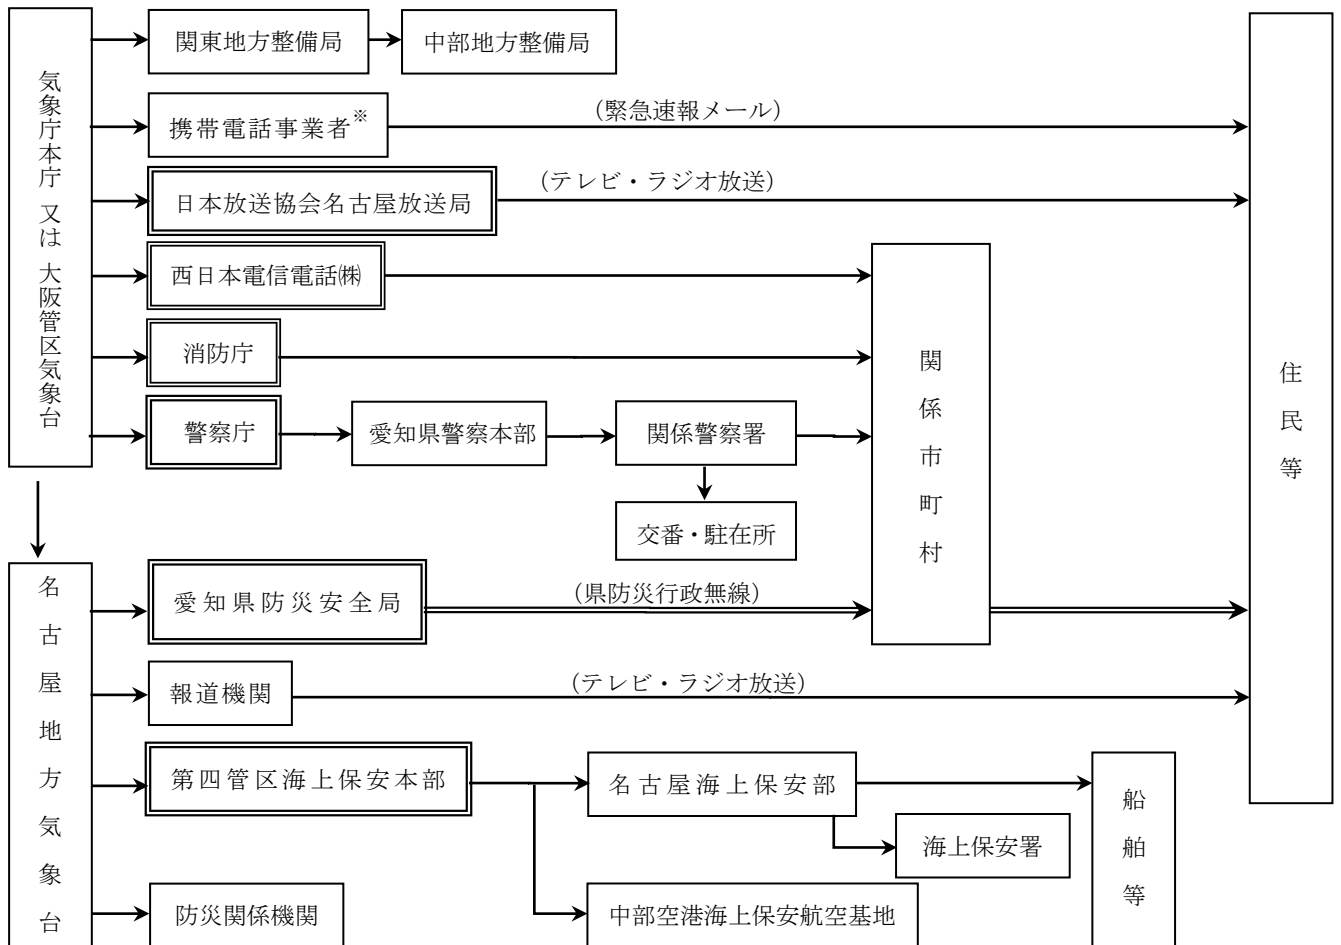 気象庁本庁又は大阪管区気象台
関東地方整備局
中部地方整備局
携帯電話事業者※
（緊急速報メール）
日本放送協会名古屋放送局
（テレビ・ラジオ放送）
西日本電信電話㈱
消防庁
警察庁
愛知県警察本部
関係警察署
交番・駐在所
関係市町村
住民等
名古屋地方気象台
愛知県防災安全局
（県防災行政無線）
報道機関
（テレビ・ラジオ放送）
第四管区海上保安本部
名古屋海上保安部
海上保安署
船舶等
防災関係機関
中部空港海上保安航空基地